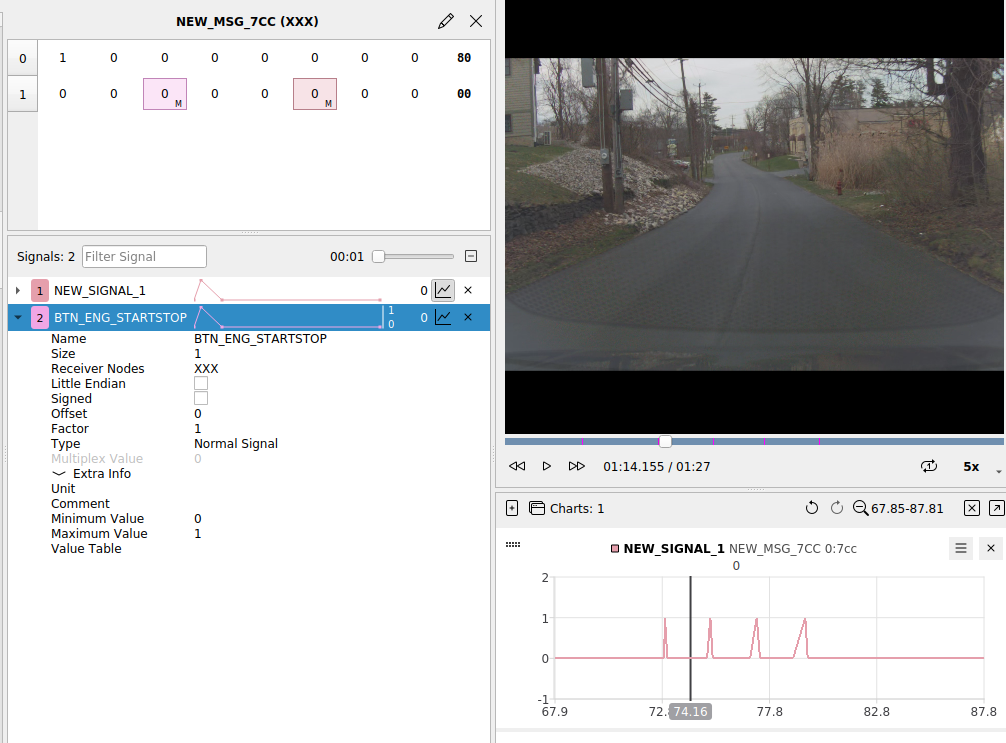 NEW_MSG_7CC (XXX)
0 1 0 0 0 0 0 0 0 80
1 0 0 0 M 0 0 0 M 0 0 00
Signals: 2 Filter Signal 00:01
1 NEW_SIGNAL_1 0
2 BTN_ENG_STARTSTOP 1 0 0
Name BTN_ENG_STARTSTOP
Size 1
Receiver Nodes XXX
Little Endian
Signed
Offset 0
Factor 1
Type Normal Signal
Multiplex Value 0
Extra Info
Unit
Comment
Minimum Value 0
Maximum Value 1
Value Table
01:14.155 / 01:27 5x
Charts: 1 67.85-87.81
NEW_SIGNAL_1 NEW_MSG_7CC 0:7cc
0
2
1
0
-1
67.9 72. 74.16 77.8 82.8 87.8